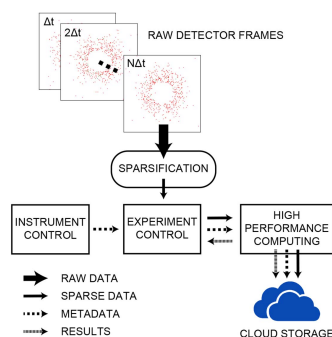 Δt
2Δt
NΔt
RAW DETECTOR FRAMES
SPARSIFICATION
INSTRUMENT
CONTROL
EXPERIMENT
CONTROL
HIGH
PERFORMANCE
COMPUTING
RAW DATA
SPARSE DATA
METADATA
RESULTS
CLOUD STORAGE